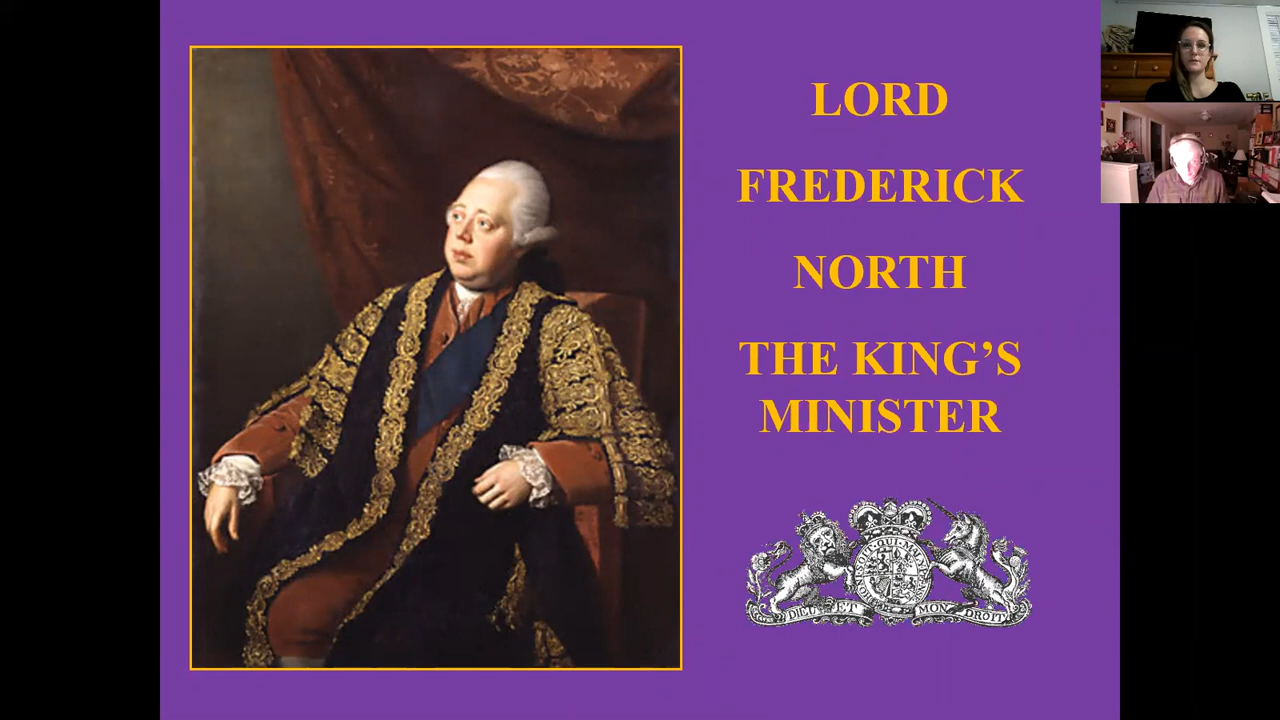 LORD
FREDERICK
NORTH
THE KING’S
MINISTER
DIEU ET MON DROIT